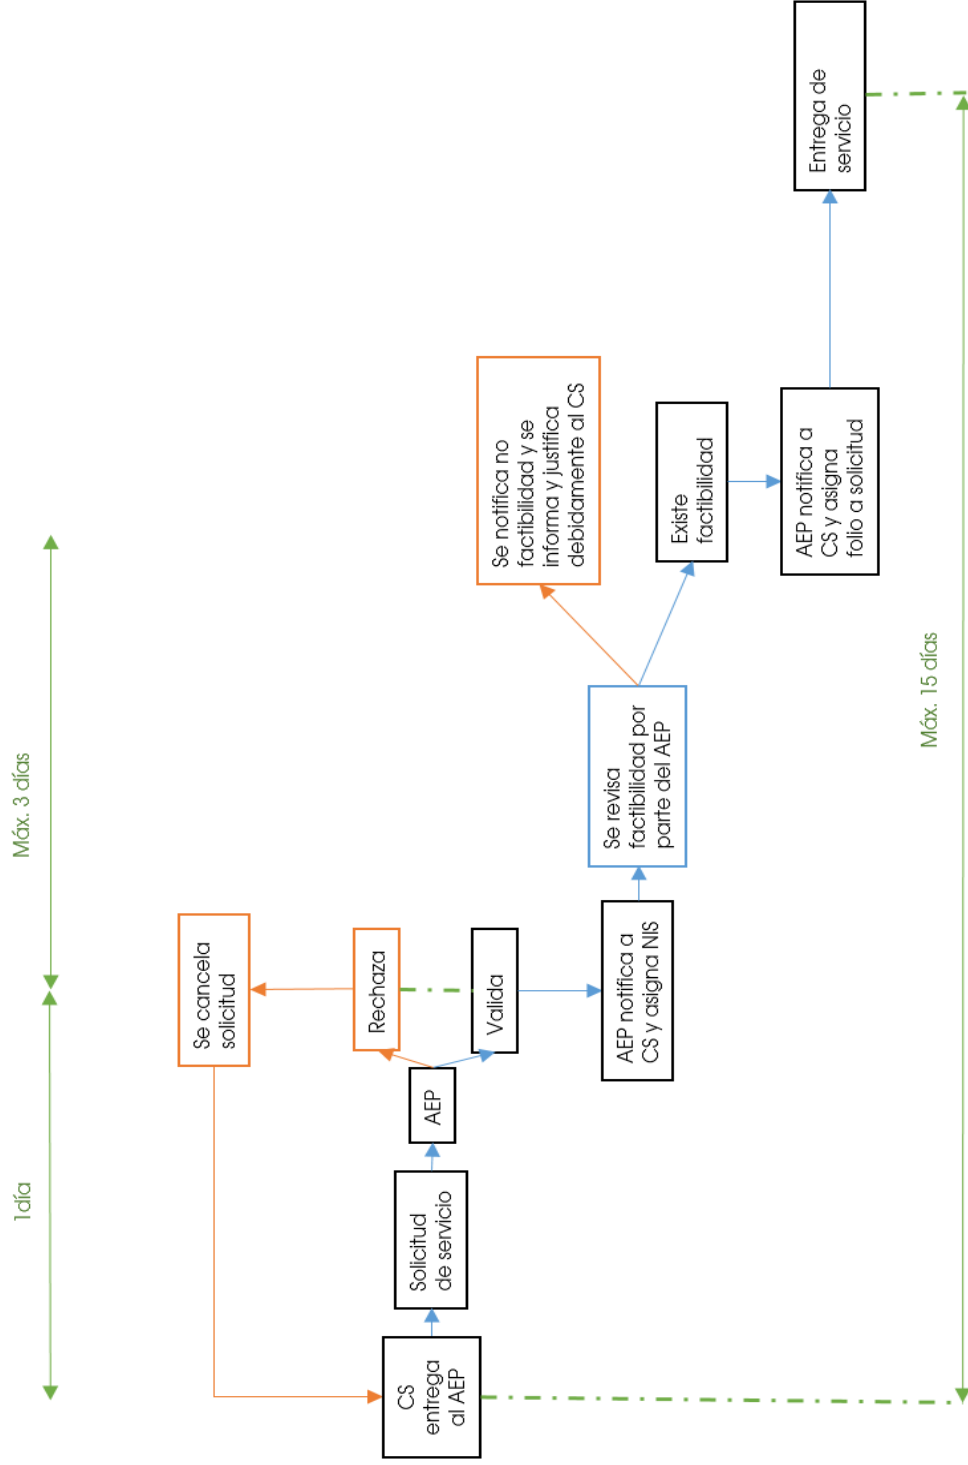 1día
Máx. 3 días
Se cancela
solicitud
Rechaza
CS
entrega
al AEP
Solicitud
de servicio
AEP
Valida
AEP notifica a
CS y asigna NIS
Se revisa
factibilidad por
parte del AEP
Se notifica no
factibilidad y se
informa y justifica
debidamente al CS
Existe
factibilidad
AEP notifica a
CS y asigna
folio a solicitud
Entrega de
servicio
Máx. 15 días